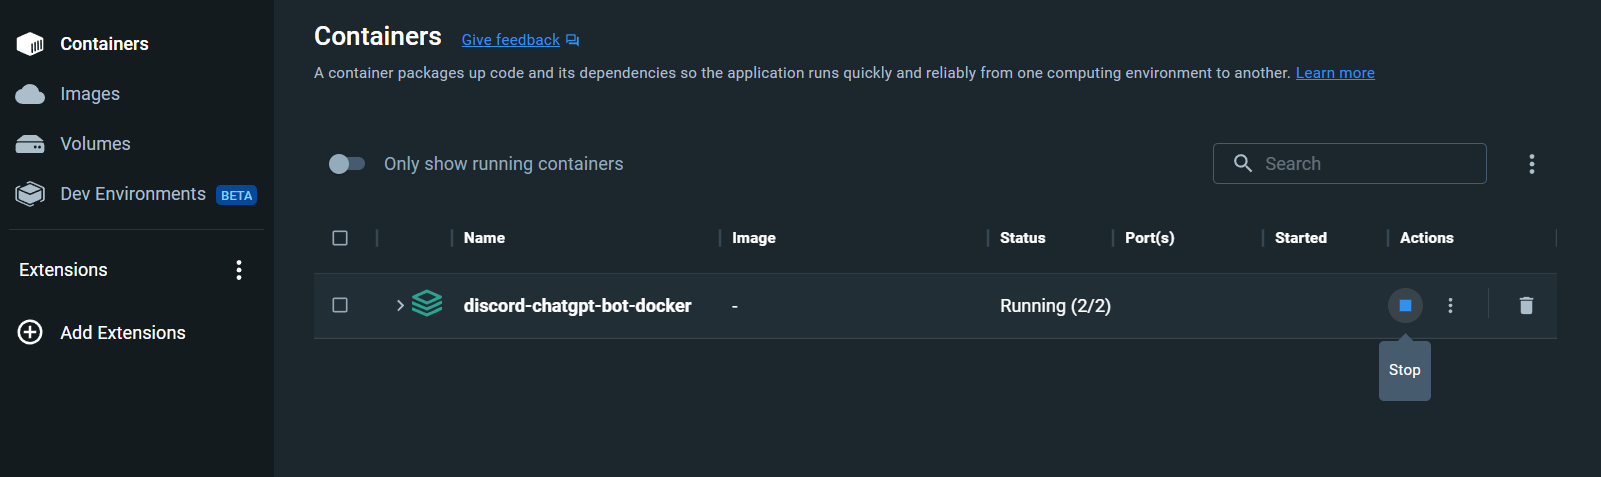 Containers
Images
Volumes
Dev Environments BETA
Extensions
Add Extensions
Containers Give feedback
A container packages up code and its dependencies so the application runs quickly and reliably from one computing environment to another. Learn more
Only show running containers
Search
Name Image Status Port(s) Started Actions
discord-chatgpt-bot-docker - Running (2/2)
Stop